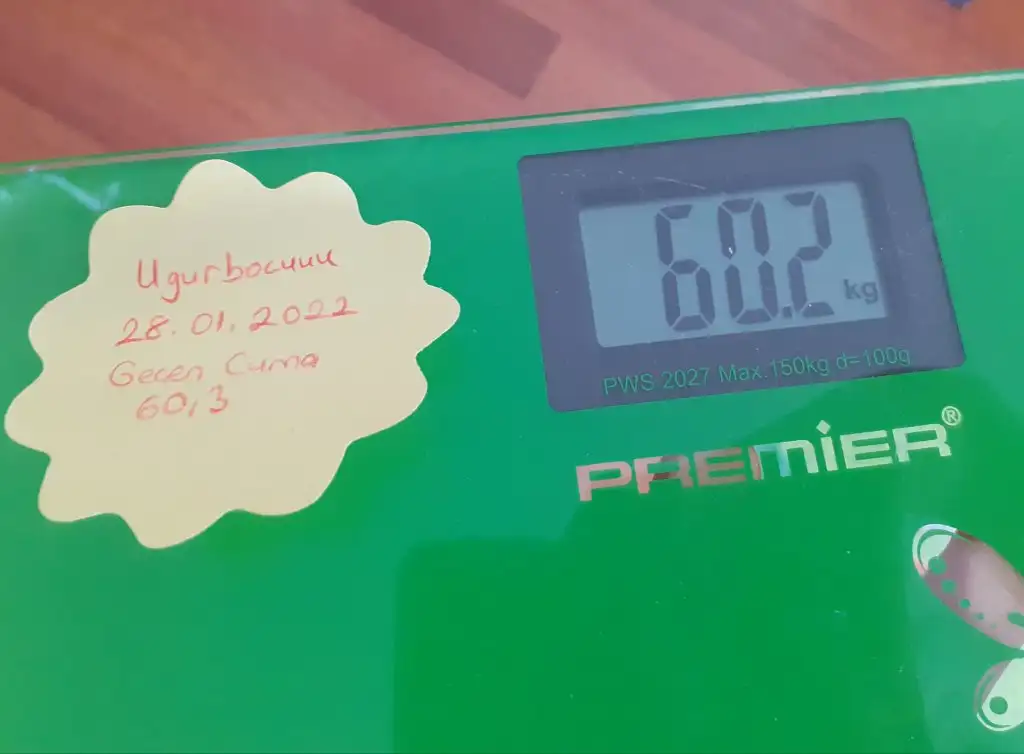 Ugurbocuuu
28.01.2022
Gecen Cuma
60,3
60.2 kg
PWS 2027 Max.150kg d=100g
PREMIER®